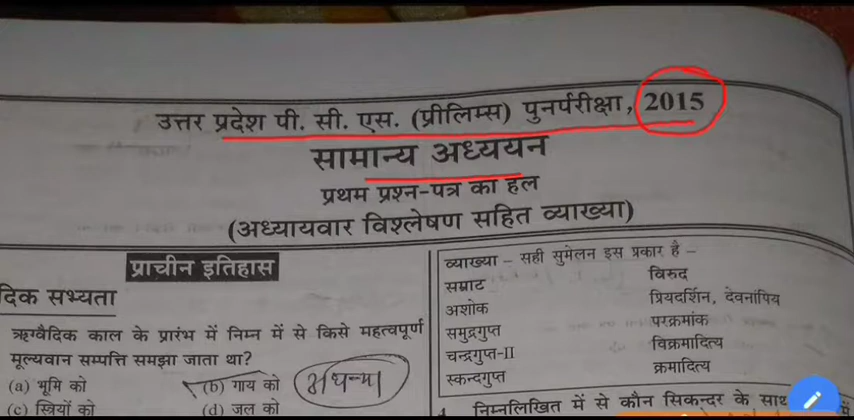 उत्तर प्रदेश पी. सी. एस. (प्रीलिम्स) पुनर्परीक्षा, 2015
सामान्य अध्ययन
प्रथम प्रश्न-पत्र का हल
(अध्यायवार विश्लेषण सहित व्याख्या)
प्राचीन इतिहास
दिक सभ्यता
ऋग्वैदिक काल के प्रारंभ में निम्न में से किसे महत्वपूर्ण
मूल्यवान सम्पत्ति समझा जाता था?
(a) भूमि को (b) गाय को
(c) स्त्रियों को (d) जल को
व्याख्या – सही सुमेलन इस प्रकार है –
सम्राट विरुद
अशोक प्रियदर्शिन, देवनांपिय
समुद्रगुप्त परक्रमांक
चन्द्रगुप्त-II विक्रमादित्य
स्कन्दगुप्त क्रमादित्य
निम्नलिखित में से कौन सिकन्दर के साथ